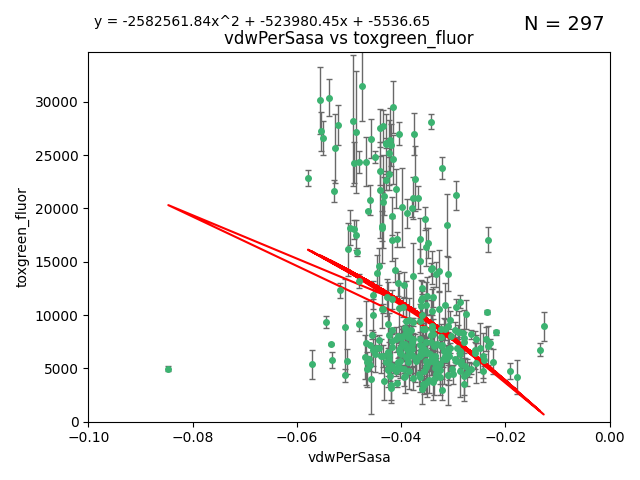 y = -2582561.84x^2 + -523980.45x + -5536.65
N = 297
vdwPerSasa vs toxgreen_fluor
toxgreen_fluor
30000
25000
20000
15000
10000
5000
0
−0.10
−0.08
−0.06
−0.04
−0.02
0.00
vdwPerSasa